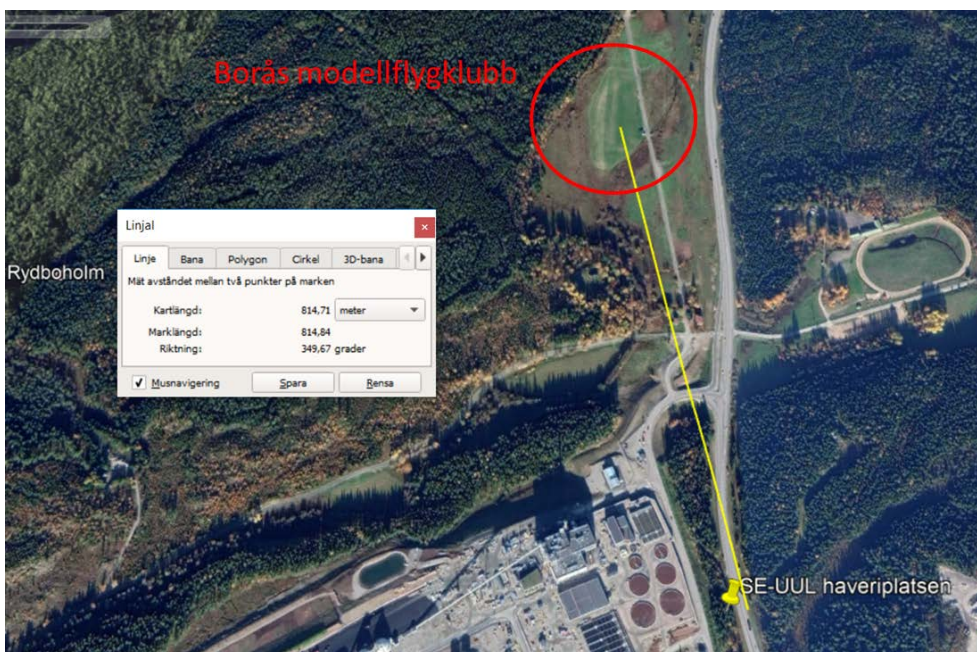 Borås modellflygklubb
Linjal
Linje Bana Polygon Cirkel 3D-bana
Mät avståndet mellan två punkter på marken
Kartlängd: 814,71 meter
Marklängd: 814,84
Riktning: 349,67 grader
Musnavigering Spara Rensa
Rydboholm
SE-UUL haveriplatsen